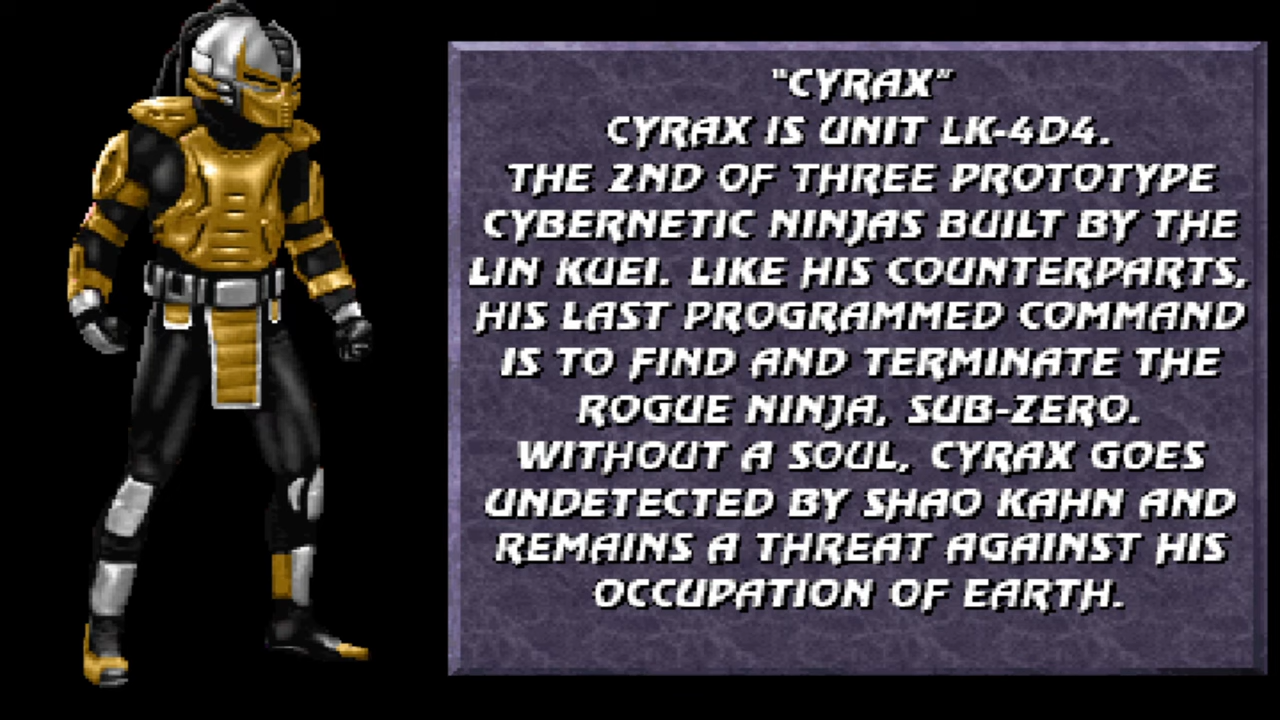 "CYRAX"
CYRAX IS UNIT LK-4D4.
THE 2ND OF THREE PROTOTYPE
CYBERNETIC NINJAS BUILT BY THE
LIN KUEI. LIKE HIS COUNTERPARTS,
HIS LAST PROGRAMMED COMMAND
IS TO FIND AND TERMINATE THE
ROGUE NINJA, SUB-ZERO.
WITHOUT A SOUL, CYRAX GOES
UNDETECTED BY SHAO KAHN AND
REMAINS A THREAT AGAINST HIS
OCCUPATION OF EARTH.